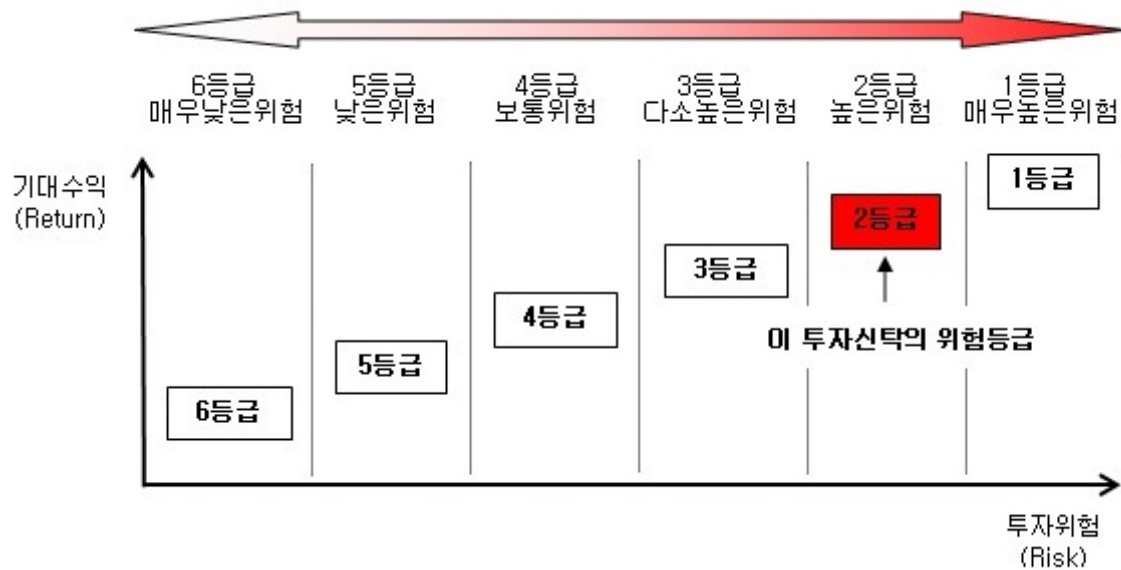 6등급 5등급 4등급 3등급 2등급 1등급
매우낮은위험 낮은위험 보통위험 다소높은위험 높은위험 매우높은위험
기대수익
(Return)
1등급
2등급
3등급
4등급
5등급
6등급
이 투자신탁의 위험등급
투자위험
(Risk)